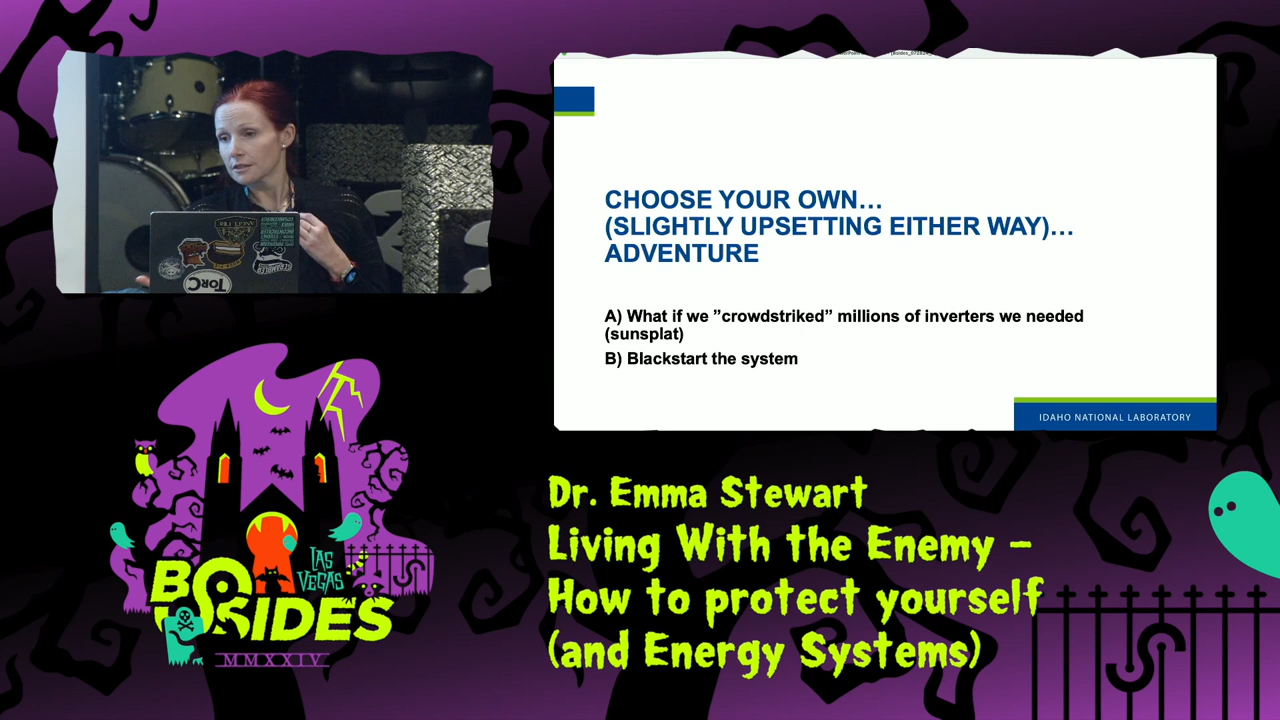 CHOOSE YOUR OWN...
(SLIGHTLY UPSETTING EITHER WAY)...
ADVENTURE
A) What if we ”crowdstriked” millions of inverters we needed
(sunsplat)
B) Blackstart the system
IDAHO NATIONAL LABORATORY
TorC
BSIDES
LAS
VEGAS
MMXXIV
Dr. Emma Stewart
Living With the Enemy –
How to protect yourself
(and Energy Systems)